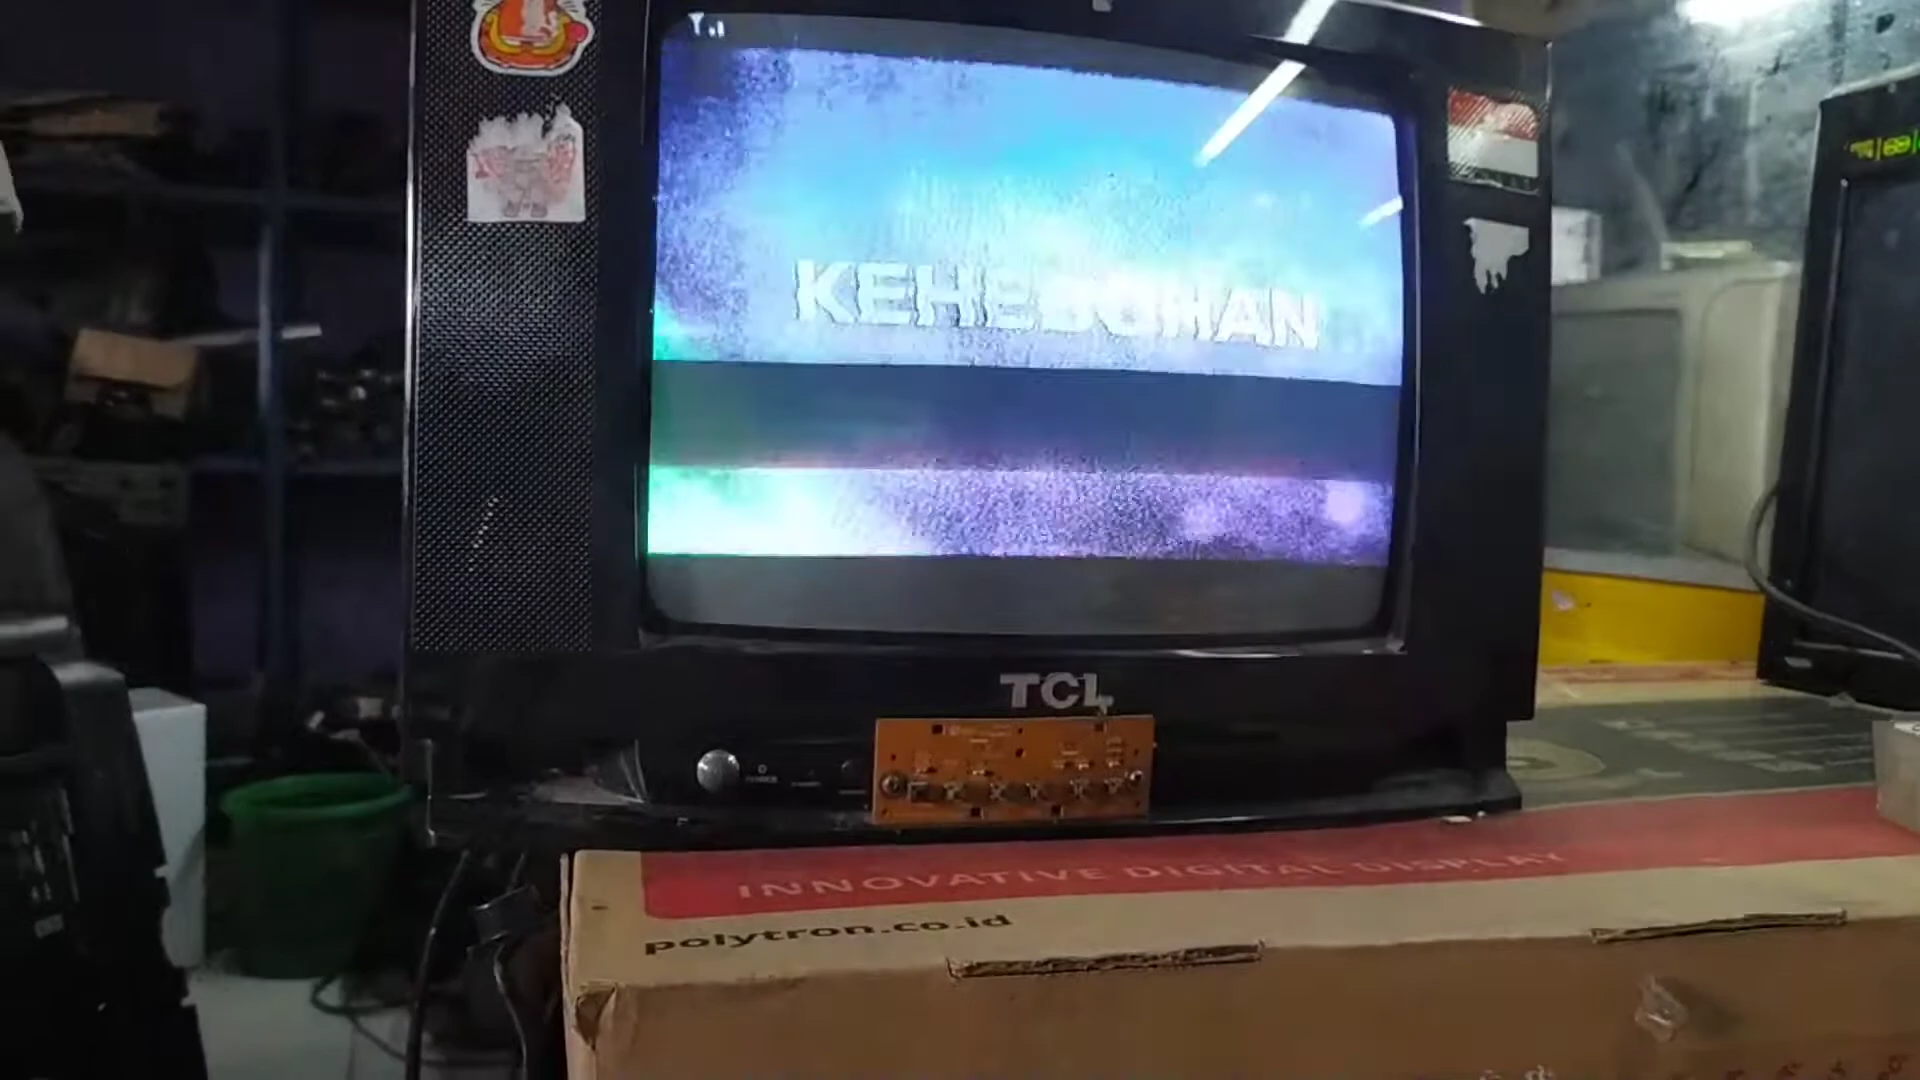 KEHEBOHAN
TCL
INNOVATIVE DIGITAL DISPLAY
polytron.co.id